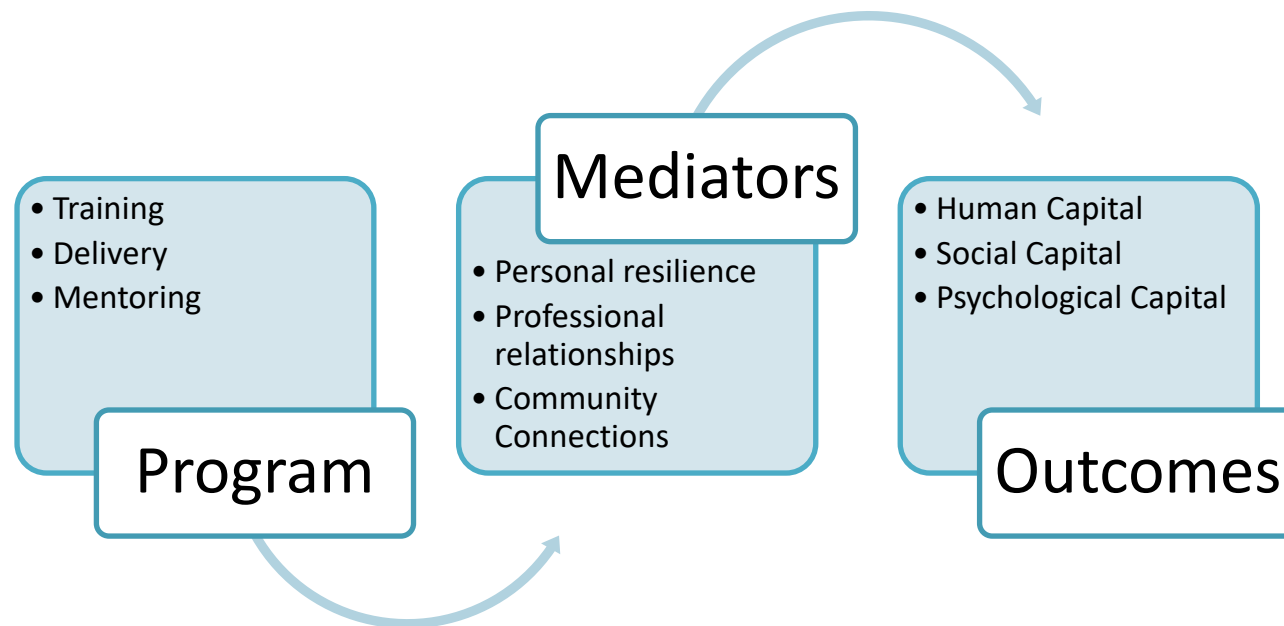 • Training
• Delivery
• Mentoring
Program
Mediators
• Personal resilience
• Professional
relationships
• Community
Connections
• Human Capital
• Social Capital
• Psychological Capital
Outcomes